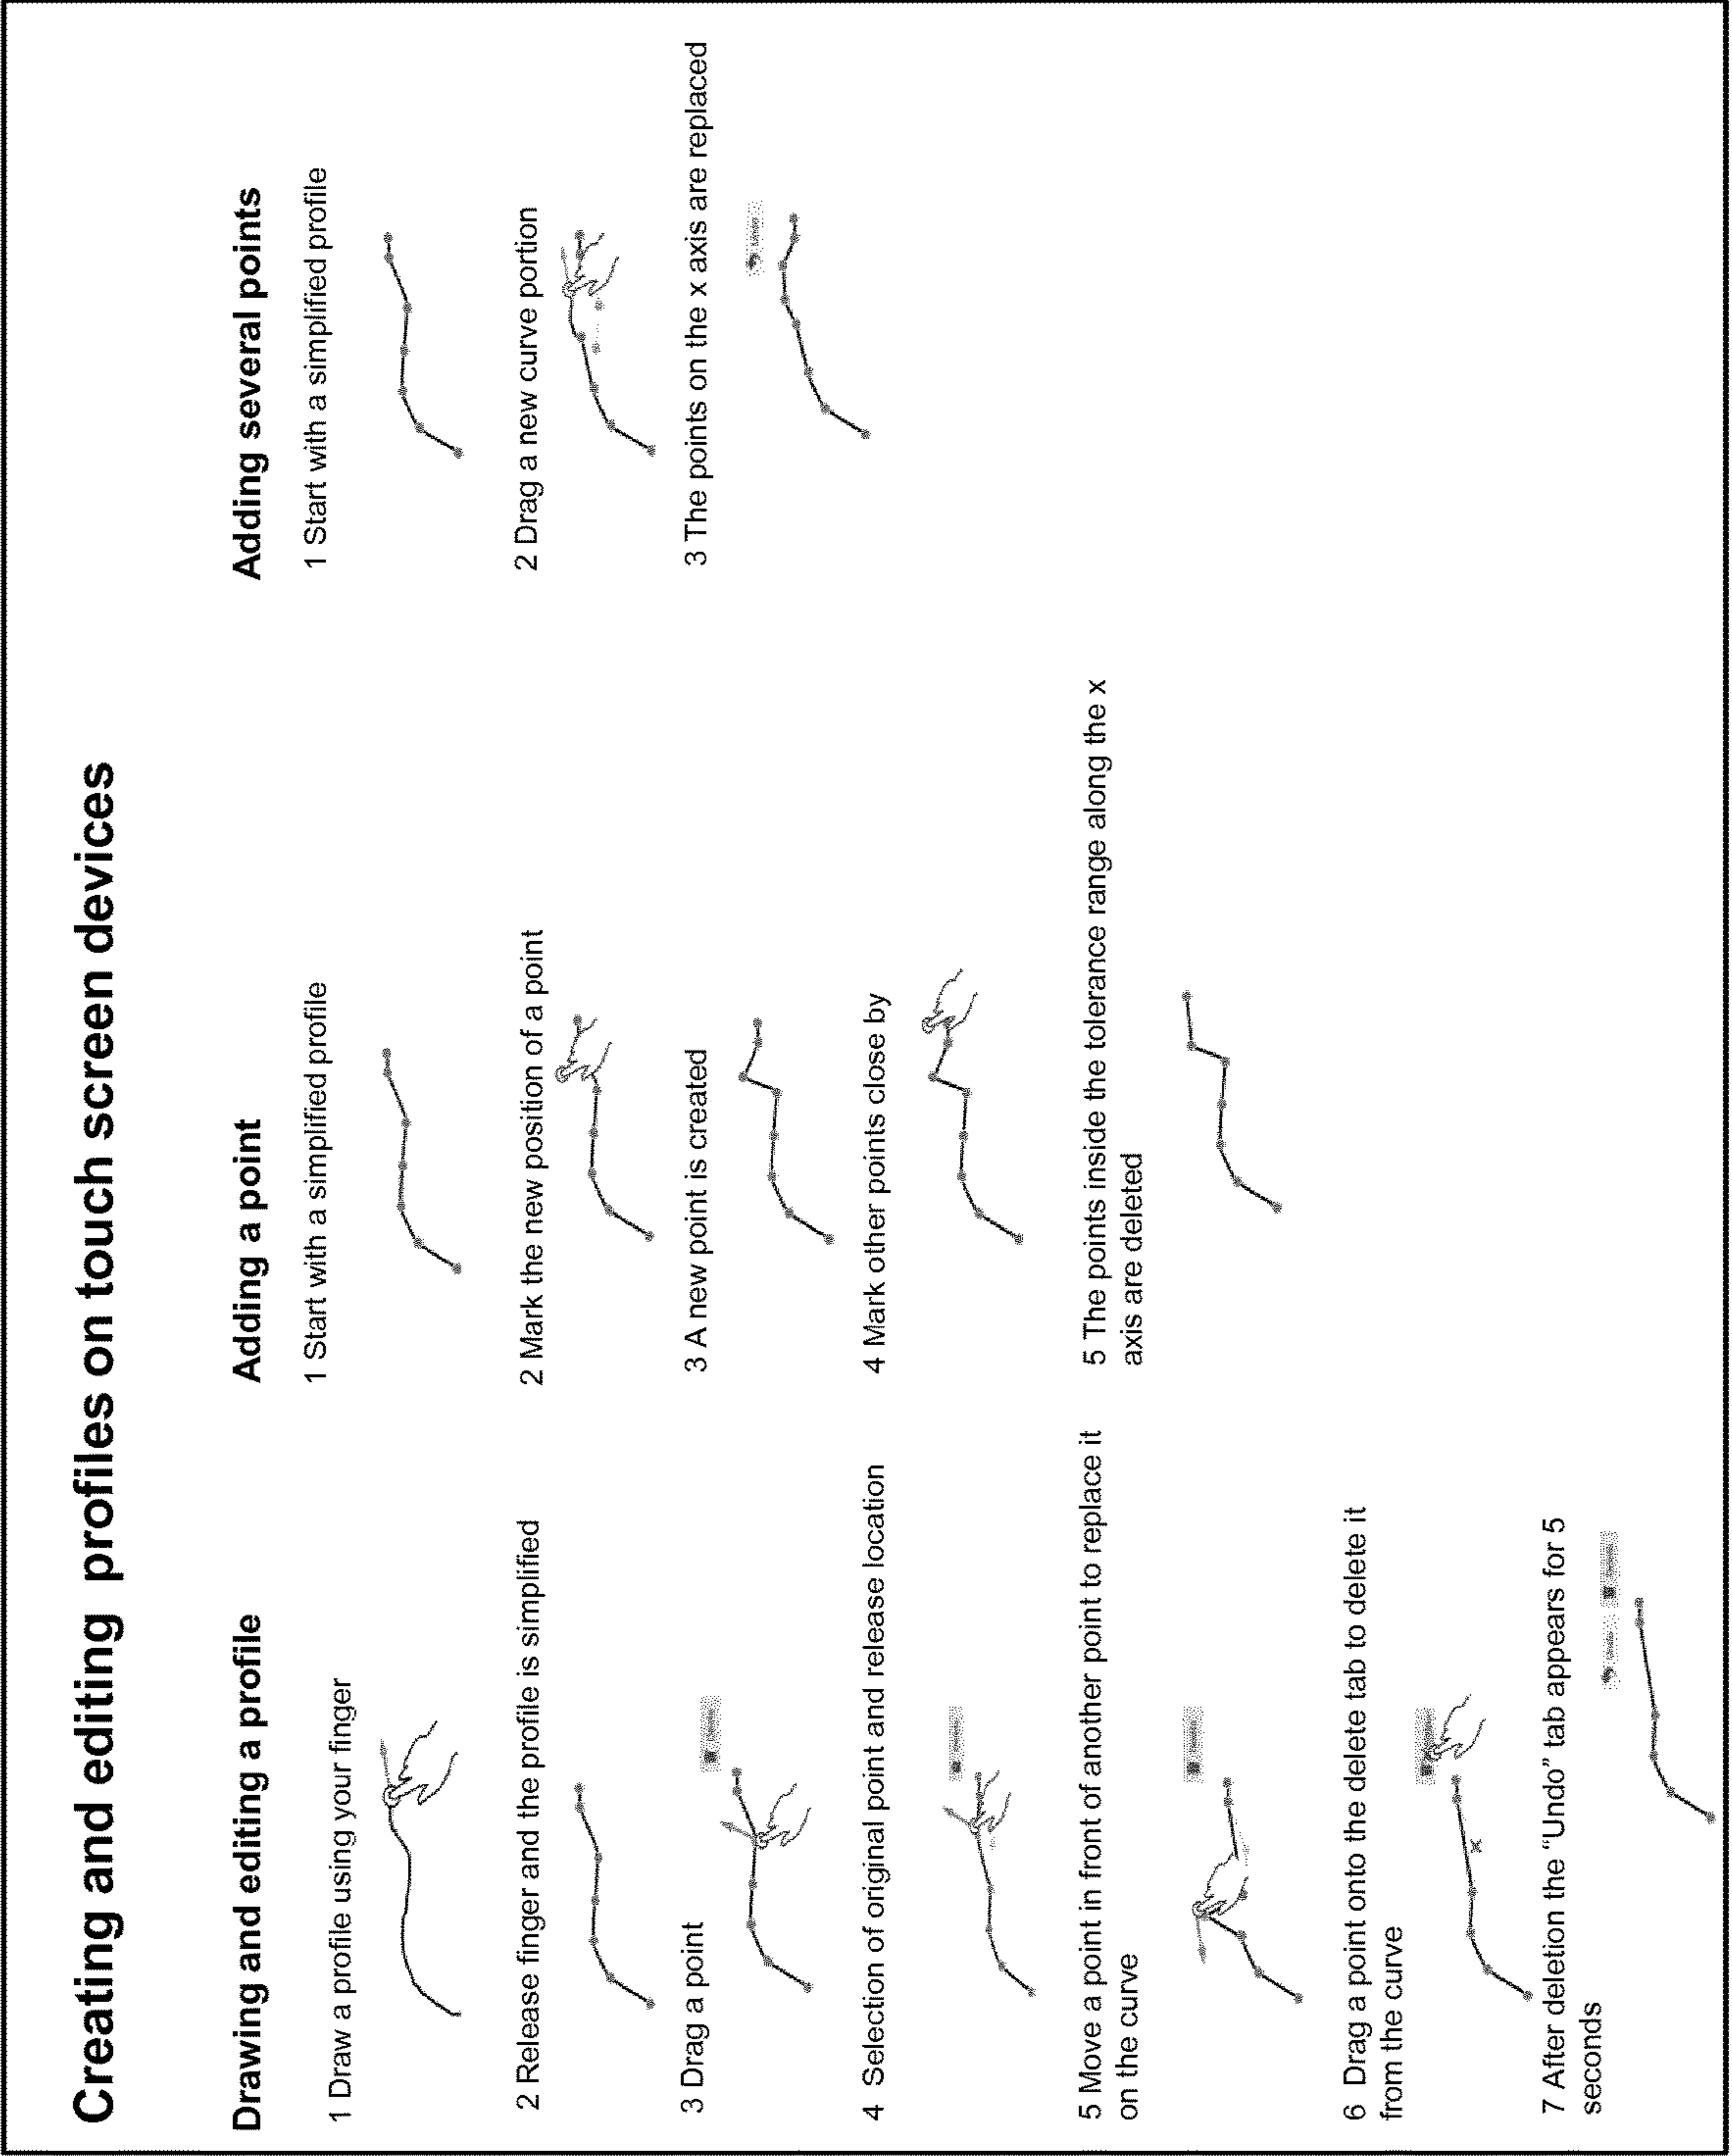 Creating and editing profiles on touch screen devices
Drawing and editing a profile
1 Draw a profile using your finger
2 Release finger and the profile is simplified
3 Drag a point
4 Selection of original point and release location
5 Move a point in front of another point to replace it
on the curve
6 Drag a point onto the delete tab to delete it
from the curve
7 After deletion the “Undo” tab appears for 5
seconds
Adding a point
1 Start with a simplified profile
2 Mark the new position of a point
3 A new point is created
4 Mark other points close by
5 The points inside the tolerance range along the x
axis are deleted
Adding several points
1 Start with a simplified profile
2 Drag a new curve portion
3 The points on the x axis are replaced